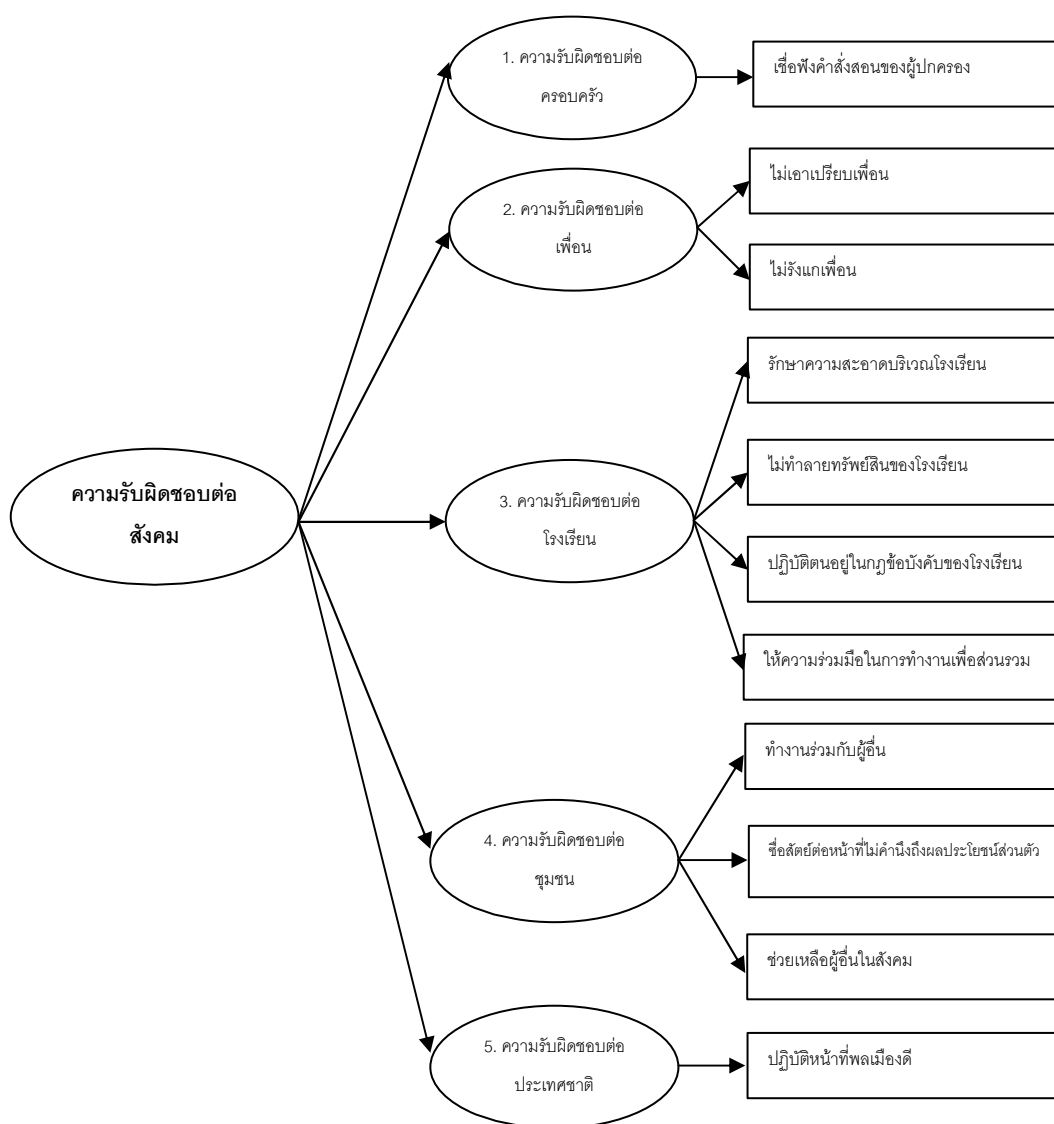 1. ความรับผิดชอบต่อ
ครอบครัว
เชื่อฟังคำสั่งสอนของผู้ปกครอง
2. ความรับผิดชอบต่อ
เพื่อน
ไม่เอาเปรียบเพื่อน
ไม่รังแกเพื่อน
ความรับผิดชอบต่อ
สังคม
3. ความรับผิดชอบต่อ
โรงเรียน
รักษาความสะอาดบริเวณโรงเรียน
ไม่ทำลายทรัพย์สินของโรงเรียน
ปฏิบัติตนอยู่ในกฎข้อบังคับของโรงเรียน
ให้ความร่วมมือในการทำงานเพื่อส่วนรวม
4. ความรับผิดชอบต่อ
ชุมชน
ทำงานร่วมกับผู้อื่น
ซื่อสัตย์ต่อหน้าที่ไม่คำนึงถึงผลประโยชน์ส่วนตัว
ช่วยเหลือผู้อื่นในสังคม
5. ความรับผิดชอบต่อ
ประเทศชาติ
ปฏิบัติหน้าที่พลเมืองดี